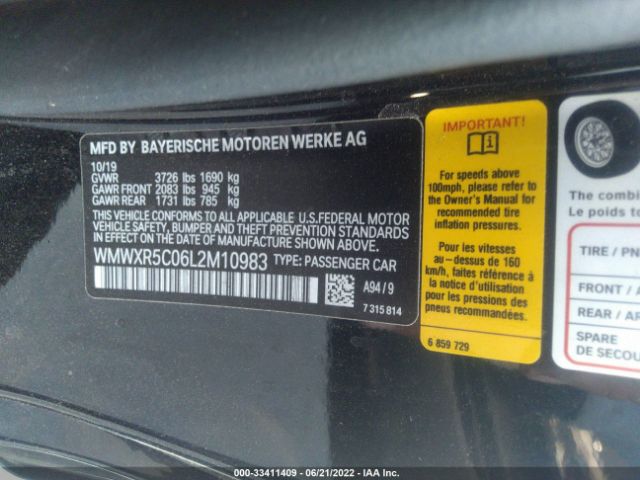 MFD BY BAYERISCHE MOTOREN WERKE AG
10/19
GVWR 3726 lbs 1690 kg
GAWR FRONT 2083 lbs 945 kg
GAWR REAR 1731 lbs 785 kg
THIS VEHICLE CONFORMS TO ALL APPLICABLE U.S.FEDERAL MOTOR
VEHICLE SAFETY, BUMPER AND THEFT PREVENTION STANDARDS
IN EFFECT ON THE DATE OF MANUFACTURE SHOWN ABOVE.
WMWXR5C06L2M10983 TYPE: PASSENGER CAR
A94 / 9
7 315 814
IMPORTANT!
For speeds above
100mph, please refer to
the Owner's Manual for
recommended tire
inflation pressures.
Pour les vitesses
au-dessus de 160
km/h, faites référence à
la notice d'utilisation
pour les pressions des
pneus recommandées.
6 859 729
The combin
Le poids t
TIRE / PN
FRONT / A
REAR / AR
SPARE
DE SECOU
000-33411409 - 06/21/2022 - IAA Inc.